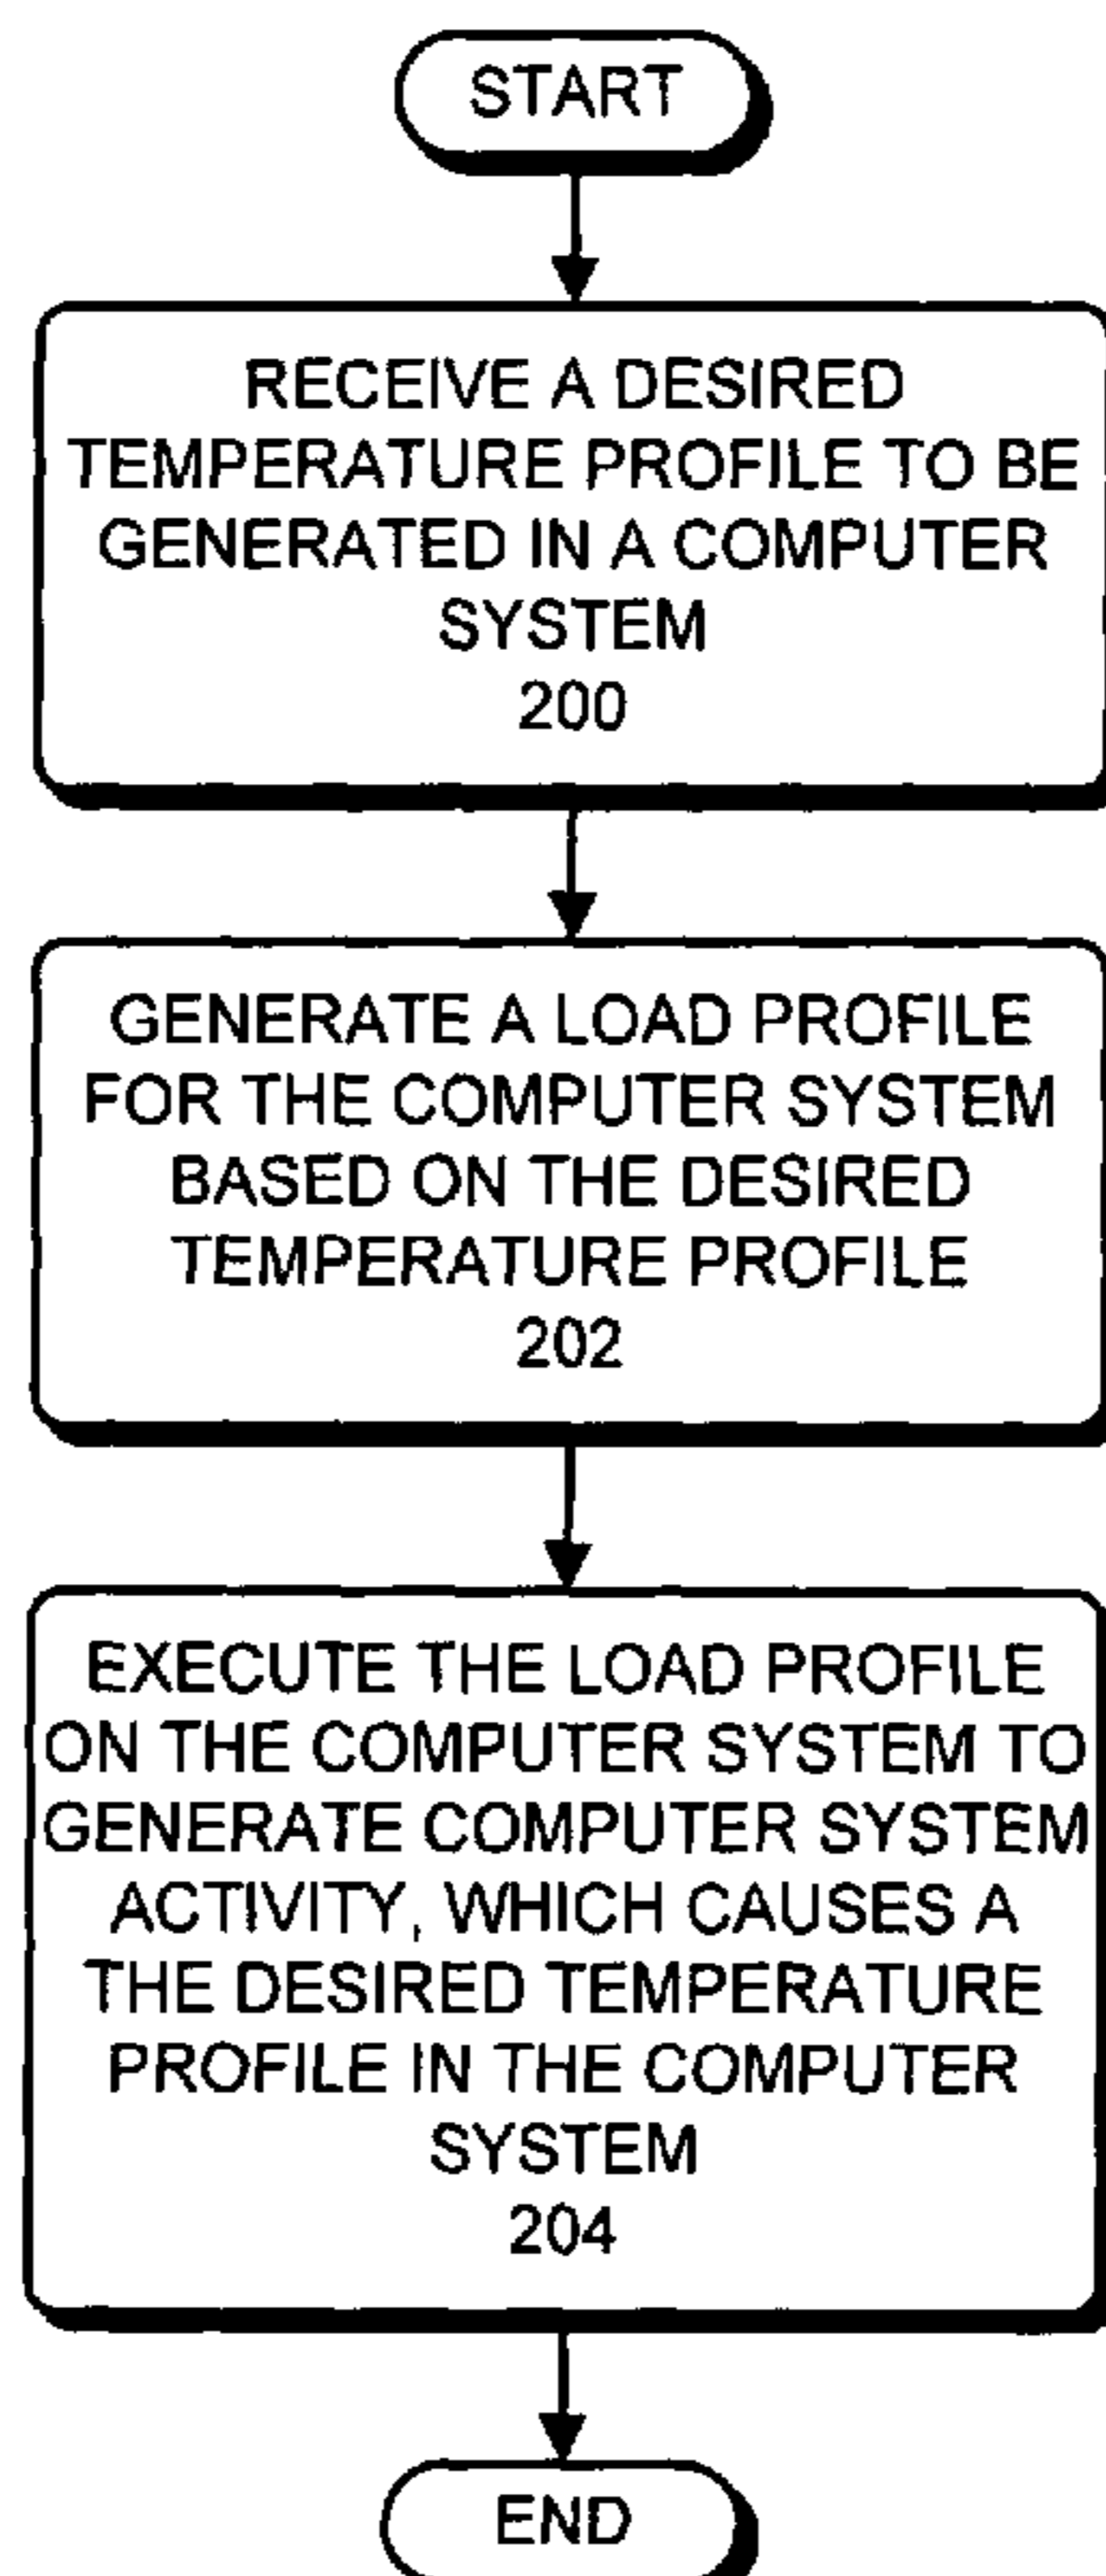 START
RECEIVE A DESIRED
TEMPERATURE PROFILE TO BE
GENERATED IN A COMPUTER
SYSTEM
200
GENERATE A LOAD PROFILE
FOR THE COMPUTER SYSTEM
BASED ON THE DESIRED
TEMPERATURE PROFILE
202
EXECUTE THE LOAD PROFILE
ON THE COMPUTER SYSTEM TO
GENERATE COMPUTER SYSTEM
ACTIVITY, WHICH CAUSES A
THE DESIRED TEMPERATURE
PROFILE IN THE COMPUTER
SYSTEM
204
END